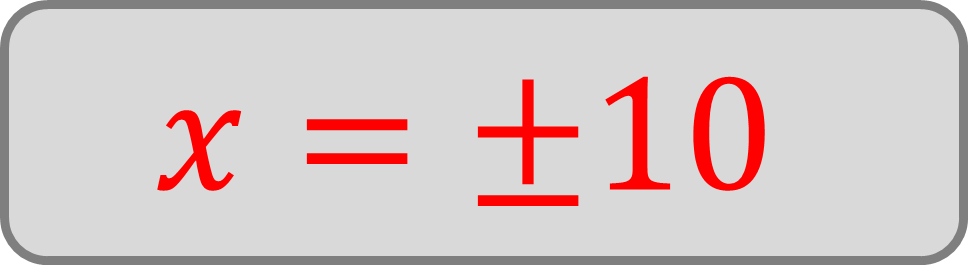 x = ±10